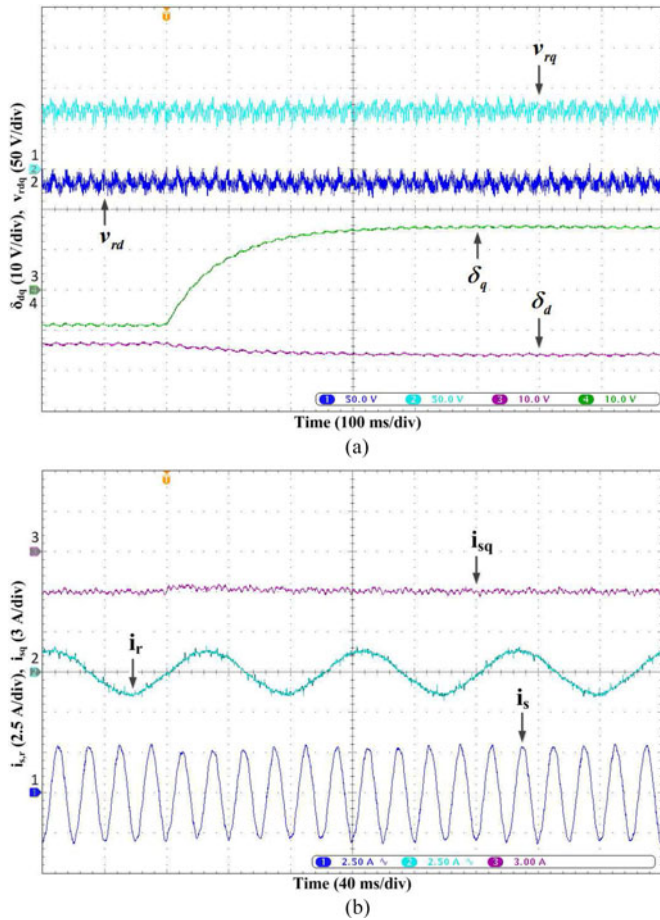 v_rq
δ_dq (10 V/div), v_rdq (50 V/div)
1
2
2
v_rd
3
4
δ_q
δ_d
1 50.0 V 2 50.0 V 3 10.0 V 4 10.0 V
Time (100 ms/div)
(a)
i_s,r (2.5 A/div), i_sq (3 A/div)
3
i_sq
i_r
2
i_s
1
1 2.50 A ∿ 2 2.50 A ∿ 3 3.00 A
Time (40 ms/div)
(b)